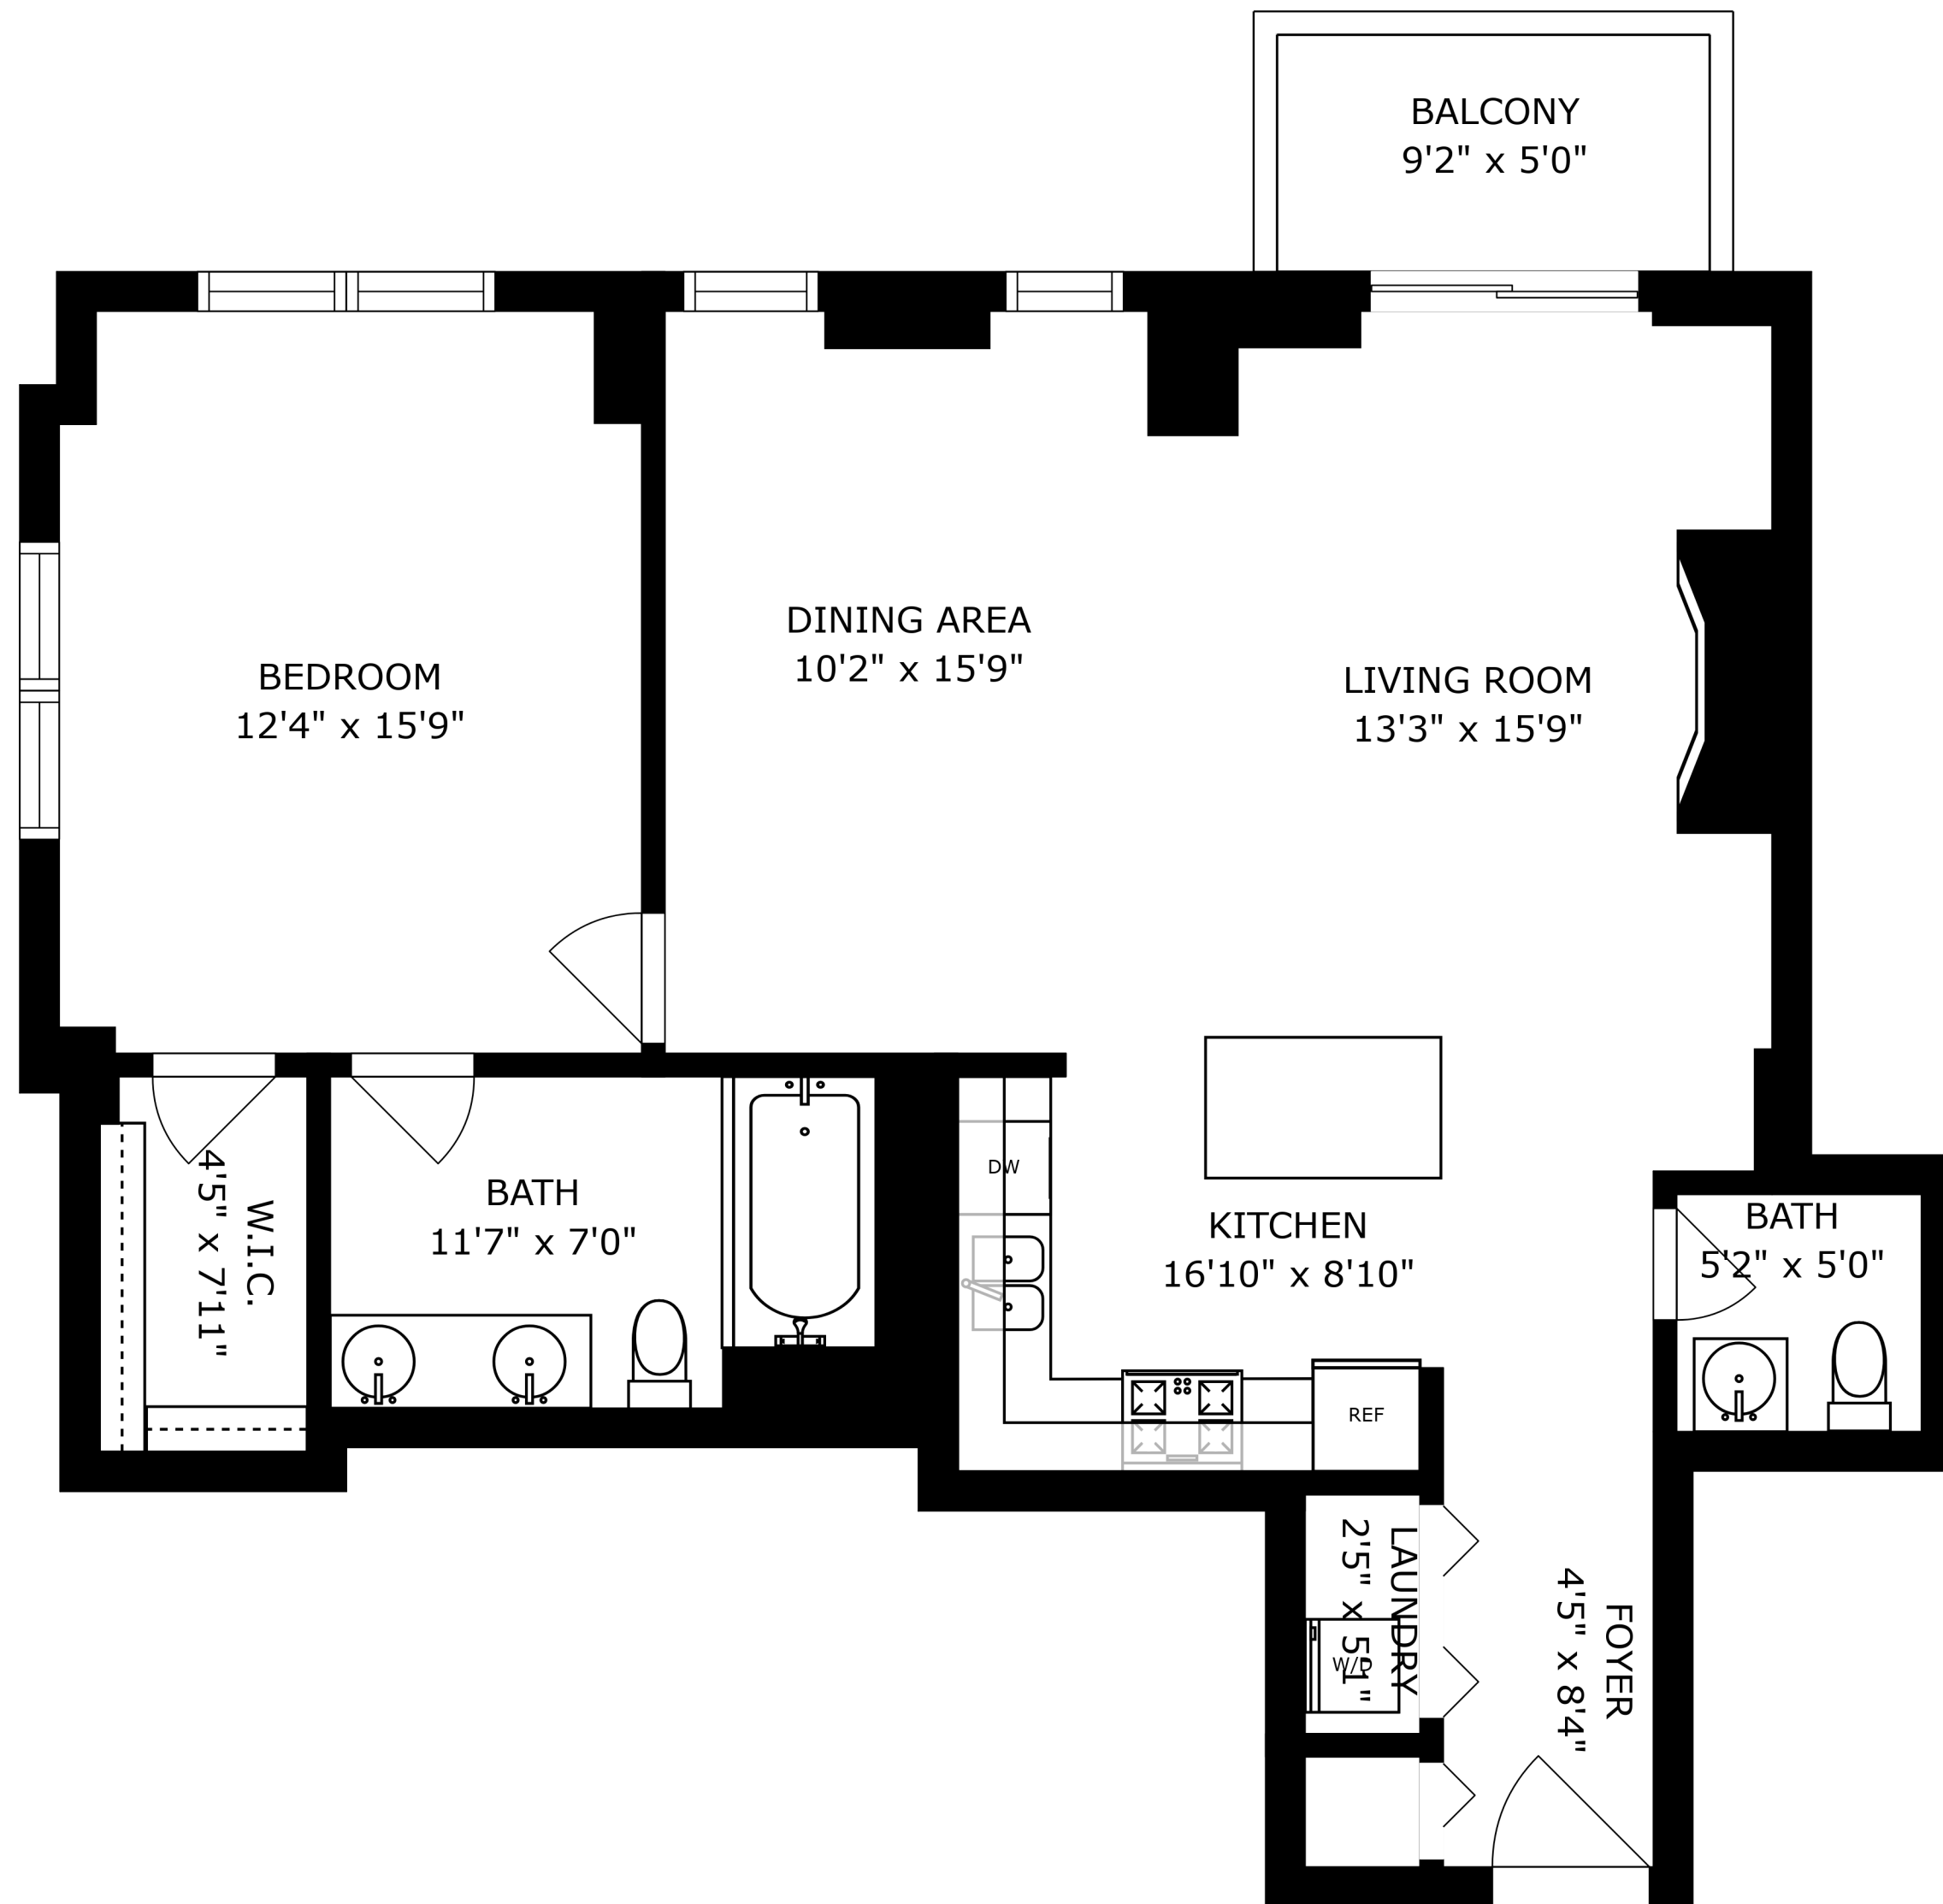 BALCONY
9'2" x 5'0"
DINING AREA
10'2" x 15'9"
BEDROOM
12'4" x 15'9"
LIVING ROOM
13'3" x 15'9"
DW
BATH
11'7" x 7'0"
W.I.C.
4'5" x 7'11"
KITCHEN
16'10" x 8'10"
BATH
5'2" x 5'0"
REF
LAUNDRY
2'5" x 5'1"
W/D
FOYER
4'5" x 8'4"